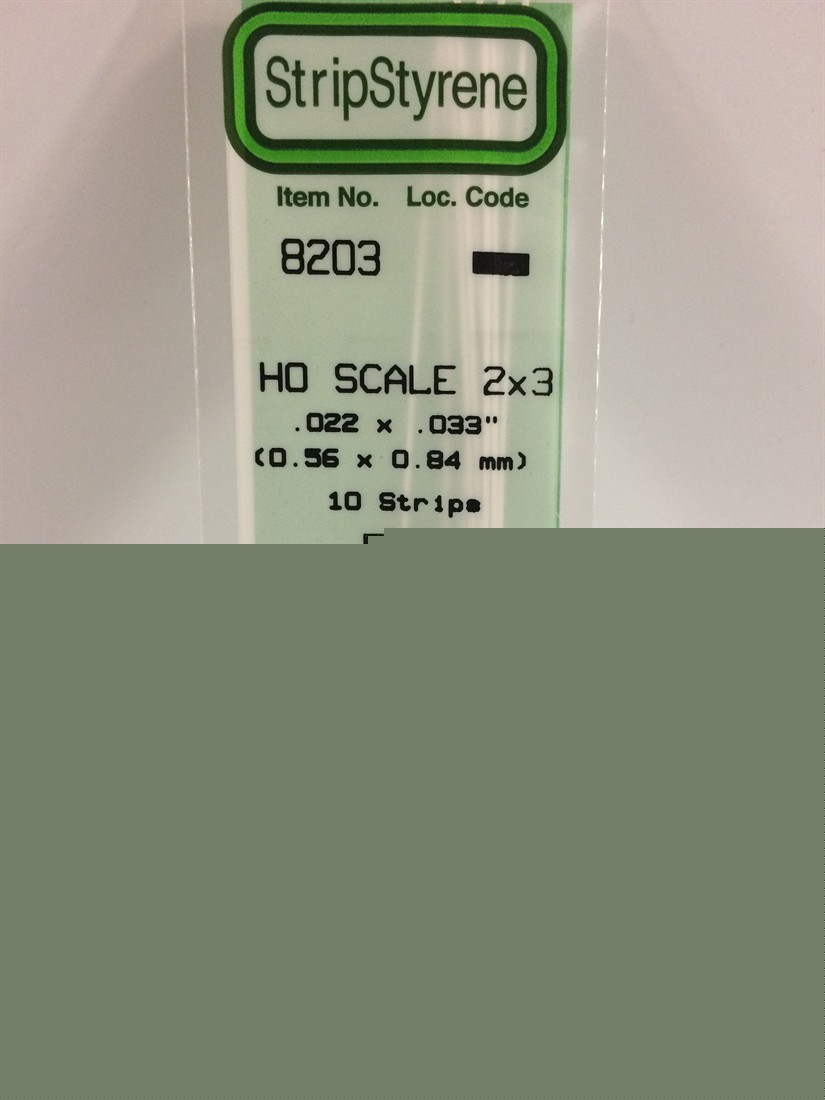 StripStyrene
Item No. Loc. Code
8203
HO SCALE 2x3
.022 x .033"
(0.56 x 0.84 mm)
10 Strips